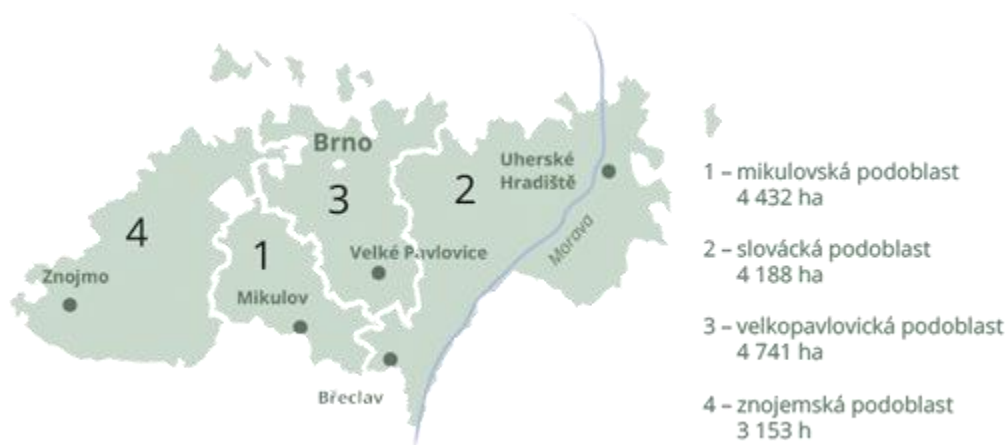 Brno
Uherské
Hradiště
3
2
4
1
Velké Pavlovice
Morava
Znojmo
Mikulov
Břeclav
1 – mikulovská podoblast
4 432 ha
2 – slovácká podoblast
4 188 ha
3 – velkopavlovická podoblast
4 741 ha
4 – znojemská podoblast
3 153 h